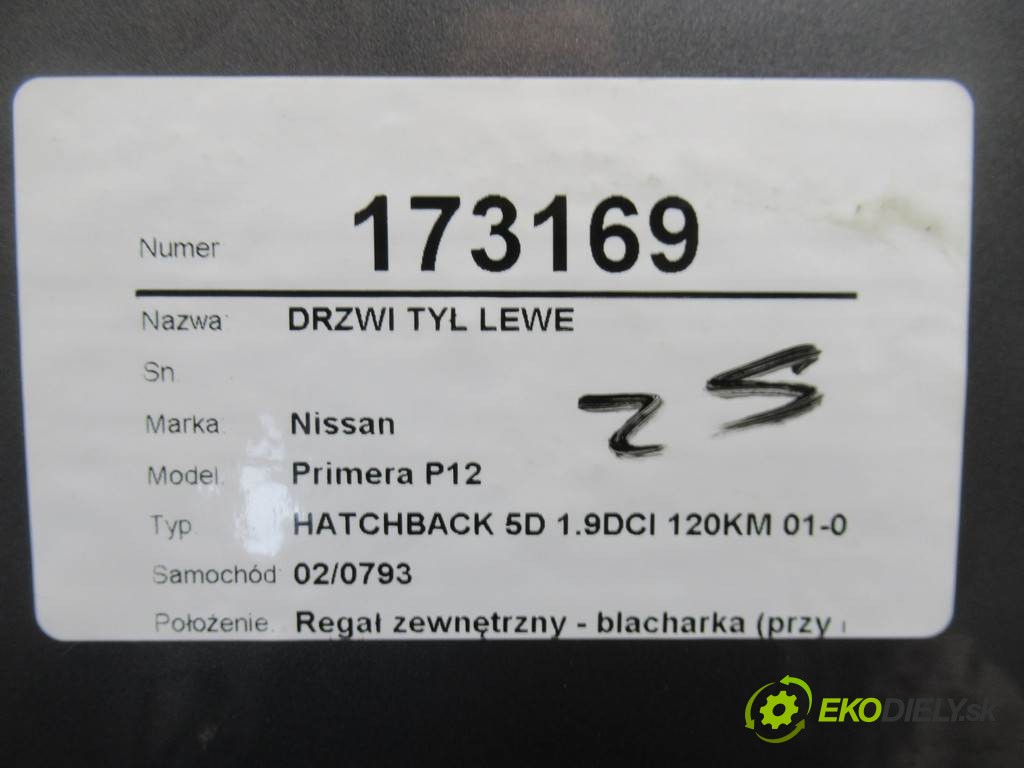 Numer 173169
Nazwa: DRZWI TYŁ LEWE
Sn
Marka: Nissan
Model. Primera P12
Typ. HATCHBACK 5D 1.9DCI 120KM 01-0
Samochód: 02/0793
Położenie. Regał zewnętrzny - blacharka (przy
EKODIELY.sk